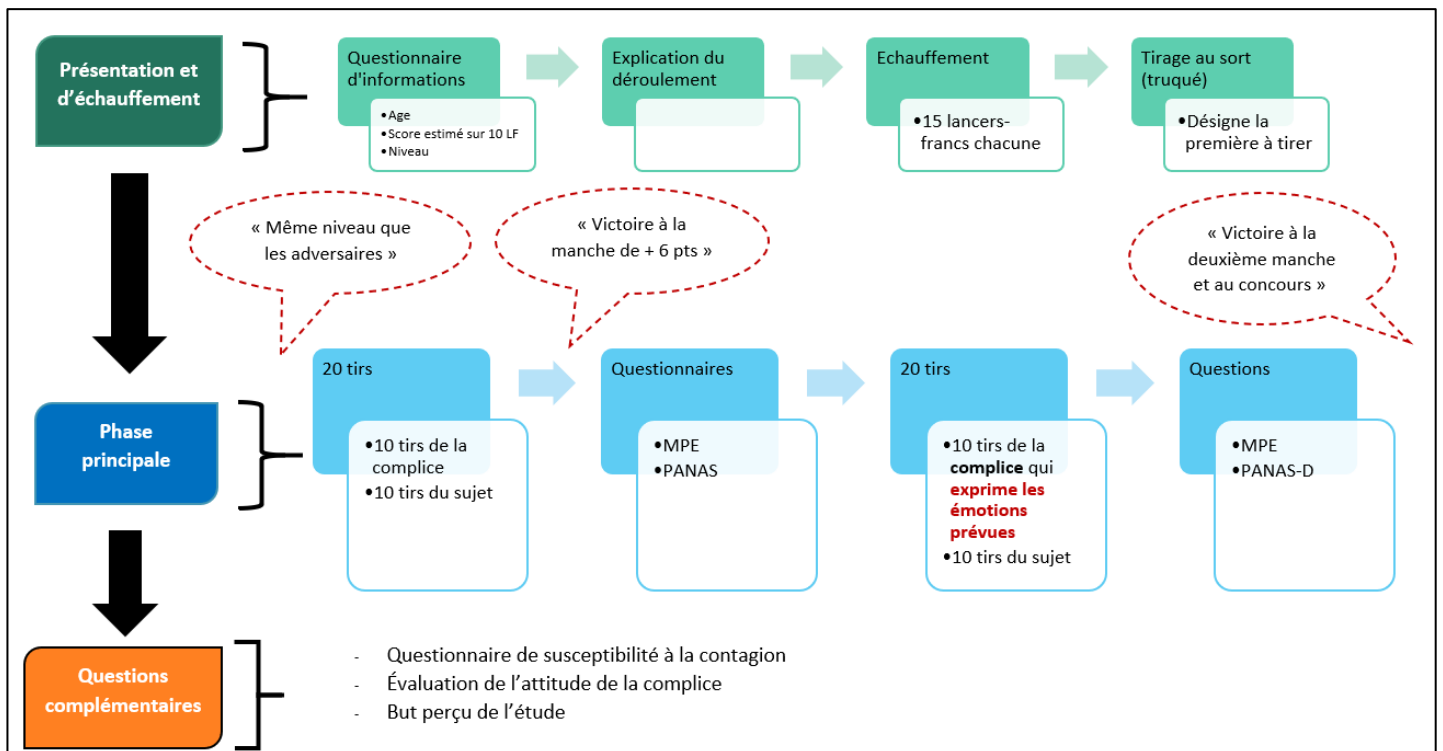 Présentation et
d'échauffement
Questionnaire
d'informations
•Age
•Score estimé sur 10 LF
•Niveau
Explication du
déroulement
Echauffement
•15 lancers-
francs chacune
Tirage au sort
(truqué)
•Désigne la
première à tirer
« Même niveau que
les adversaires »
« Victoire à la
manche de + 6 pts »
« Victoire à la
deuxième manche
et au concours »
Phase
principale
20 tirs
•10 tirs de la
complice
•10 tirs du sujet
Questionnaires
•MPE
•PANAS
20 tirs
•10 tirs de la
complice qui
exprime les
émotions
prévues
•10 tirs du sujet
Questions
•MPE
•PANAS-D
Questions
complémentaires
- Questionnaire de susceptibilité à la contagion
- Évaluation de l'attitude de la complice
- But perçu de l'étude